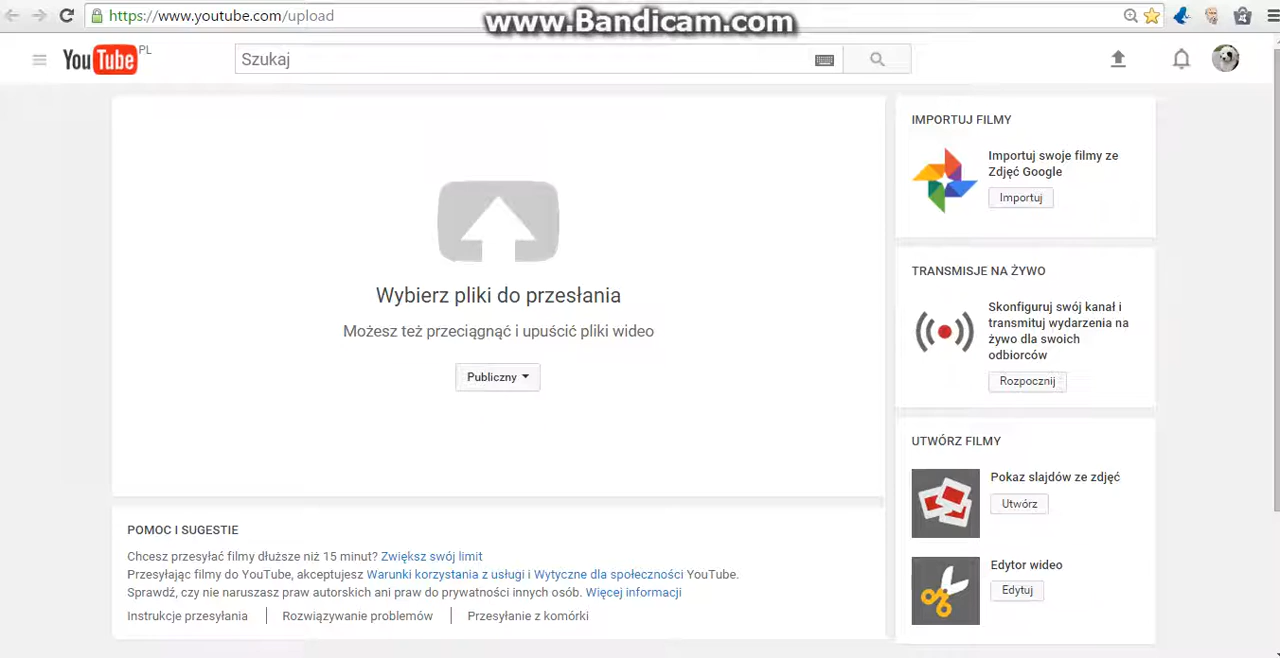 https://www.youtube.com/upload
www.Bandicam.com
YouTube PL
Szukaj
Wybierz pliki do przesłania
Możesz też przeciągnąć i upuścić pliki wideo
Publiczny
POMOC I SUGESTIE
Chcesz przesyłać filmy dłuższe niż 15 minut? Zwiększ swój limit
Przesyłając filmy do YouTube, akceptujesz Warunki korzystania z usługi i Wytyczne dla społeczności YouTube.
Sprawdź, czy nie naruszasz praw autorskich ani praw do prywatności innych osób. Więcej informacji
Instrukcje przesyłania
Rozwiązywanie problemów
Przesyłanie z komórki
IMPORTUJ FILMY
Importuj swoje filmy ze
Zdjęć Google
Importuj
TRANSMISJE NA ŻYWO
Skonfiguruj swój kanał i
transmituj wydarzenia na
żywo dla swoich
odbiorców
Rozpocznij
UTWÓRZ FILMY
Pokaz slajdów ze zdjęć
Utwórz
Edytor wideo
Edytuj